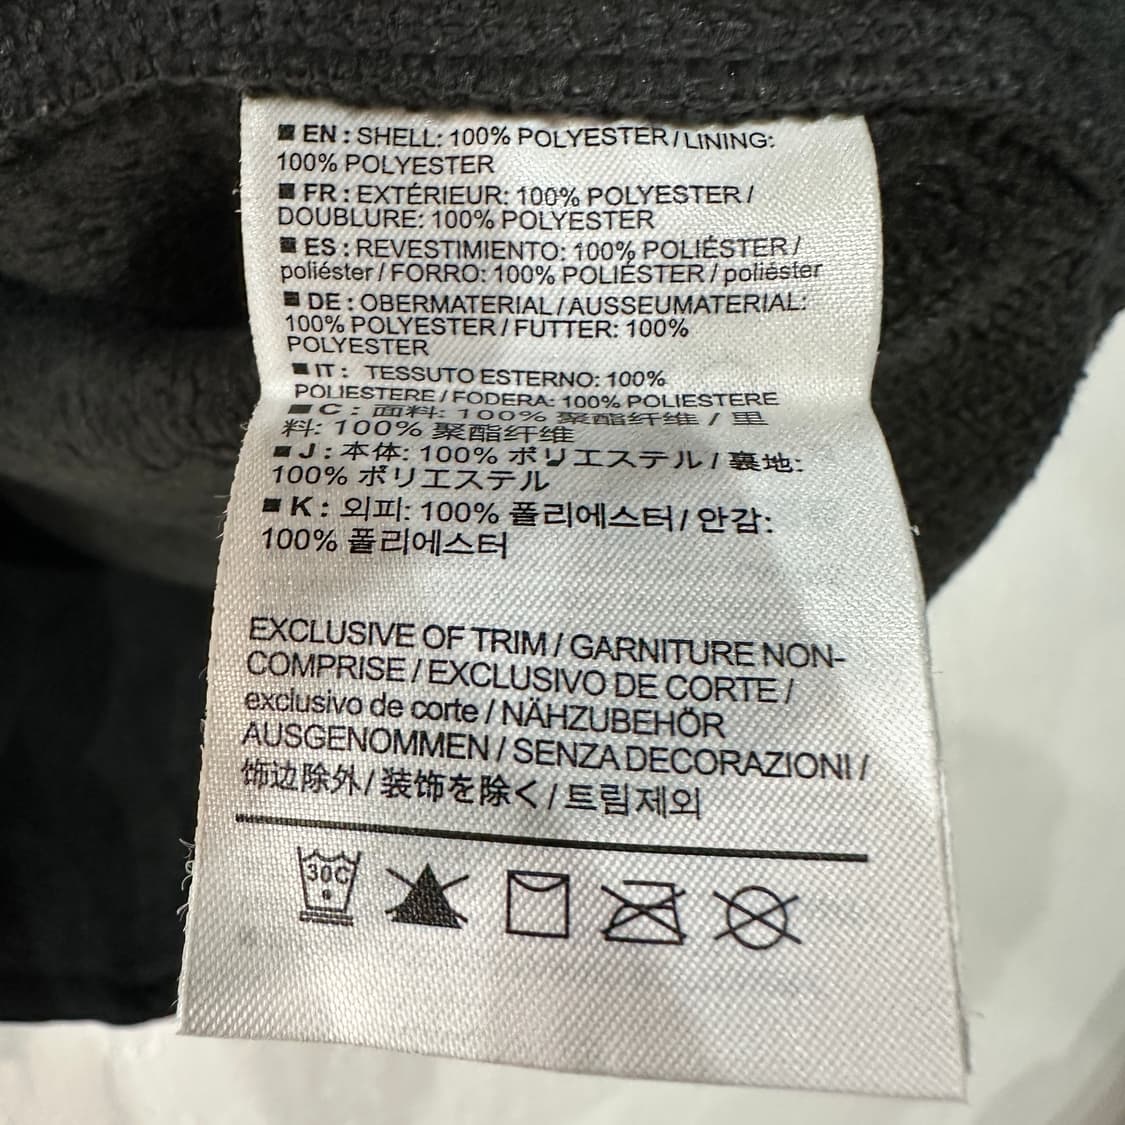 ■ EN : SHELL: 100% POLYESTER / LINING:
100% POLYESTER
■ FR : EXTÉRIEUR: 100% POLYESTER /
DOUBLURE: 100% POLYESTER
■ ES : REVESTIMIENTO: 100% POLIÉSTER /
poliéster / FORRO: 100% POLIÉSTER / poliéster
■ DE : OBERMATERIAL / AUSSEUMATERIAL:
100% POLYESTER / FUTTER: 100%
POLYESTER
■ IT : TESSUTO ESTERNO: 100%
POLIESTERE / FODERA: 100% POLIESTERE
■ C : 面料: 100% 聚酯纤维 / 里
料: 100% 聚酯纤维
■ J : 本体: 100% ポリエステル / 裏地:
100% ポリエステル
■ K : 외피: 100% 폴리에스터 / 안감:
100% 폴리에스터
EXCLUSIVE OF TRIM / GARNITURE NON-
COMPRISE / EXCLUSIVO DE CORTE /
exclusivo de corte / NÄHZUBEHÖR
AUSGENOMMEN / SENZA DECORAZIONI /
饰边除外 / 装饰を除く / 트림제외
30C